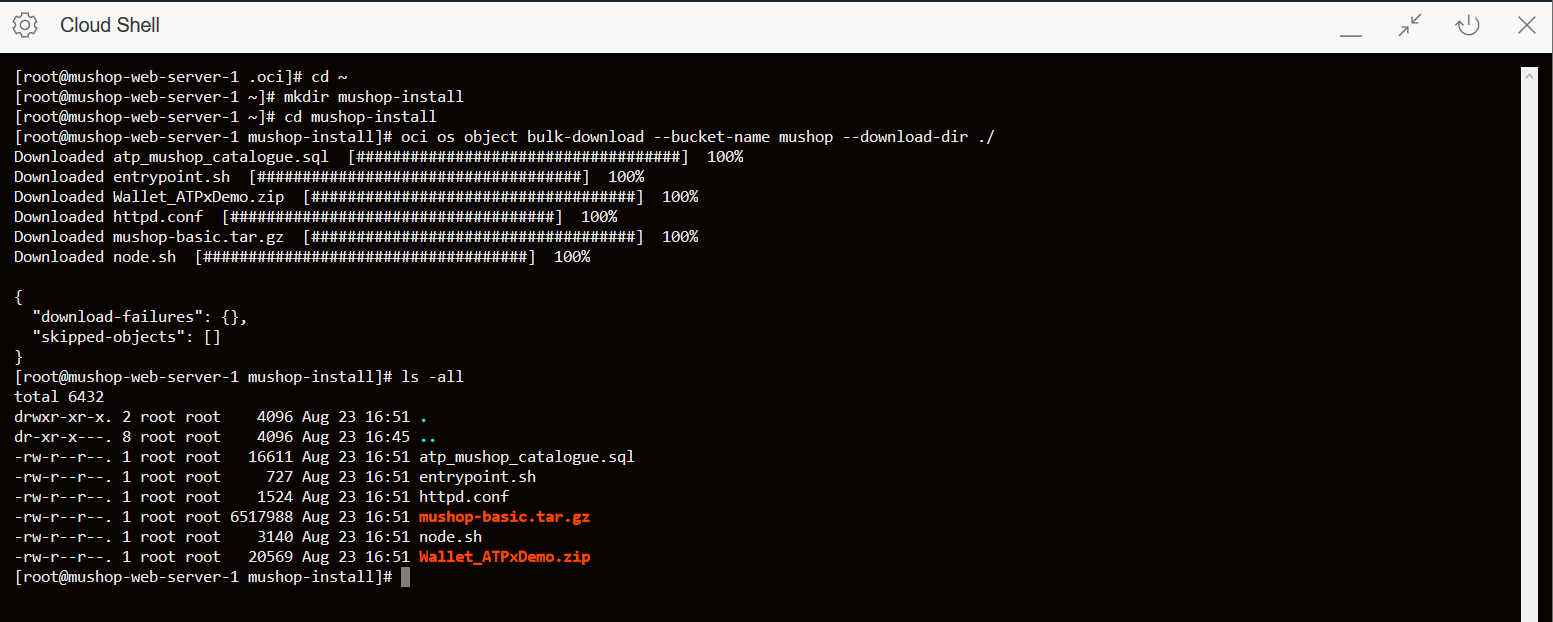 Cloud Shell
[root@mushop-web-server-1 .oci]# cd ~
[root@mushop-web-server-1 ~]# mkdir mushop-install
[root@mushop-web-server-1 ~]# cd mushop-install
[root@mushop-web-server-1 mushop-install]# oci os object bulk-download --bucket-name mushop --download-dir ./
Downloaded atp_mushop_catalogue.sql  [####################################]  100%
Downloaded entrypoint.sh  [####################################]  100%
Downloaded Wallet_ATPxDemo.zip  [####################################]  100%
Downloaded httpd.conf  [####################################]  100%
Downloaded mushop-basic.tar.gz  [####################################]  100%
Downloaded node.sh  [####################################]  100%

{
  "download-failures": {},
  "skipped-objects": []
}
[root@mushop-web-server-1 mushop-install]# ls -all
total 6432
drwxr-xr-x. 2 root root    4096 Aug 23 16:51 .
dr-xr-x---. 8 root root    4096 Aug 23 16:45 ..
-rw-r--r--. 1 root root   16611 Aug 23 16:51 atp_mushop_catalogue.sql
-rw-r--r--. 1 root root     727 Aug 23 16:51 entrypoint.sh
-rw-r--r--. 1 root root    1524 Aug 23 16:51 httpd.conf
-rw-r--r--. 1 root root 6517988 Aug 23 16:51 mushop-basic.tar.gz
-rw-r--r--. 1 root root    3140 Aug 23 16:51 node.sh
-rw-r--r--. 1 root root   20569 Aug 23 16:51 Wallet_ATPxDemo.zip
[root@mushop-web-server-1 mushop-install]#